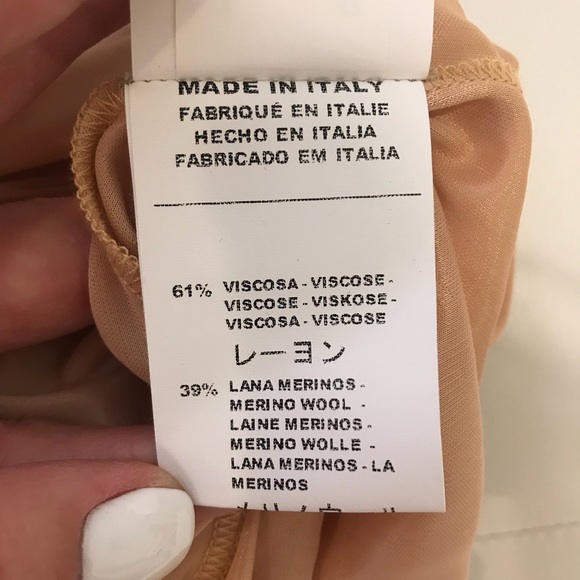 MADE IN ITALY
FABRIQUÉ EN ITALIE
HECHO EN ITALIA
FABRICADO EM ITALIA
61% VISCOSA - VISCOSE -
VISCOSE - VISKOSE -
VISCOSA - VISCOSE
レーヨン
39% LANA MERINOS -
MERINO WOOL -
LAINE MERINOS -
MERINO WOLLE -
LANA MERINOS - LA
MERINOS